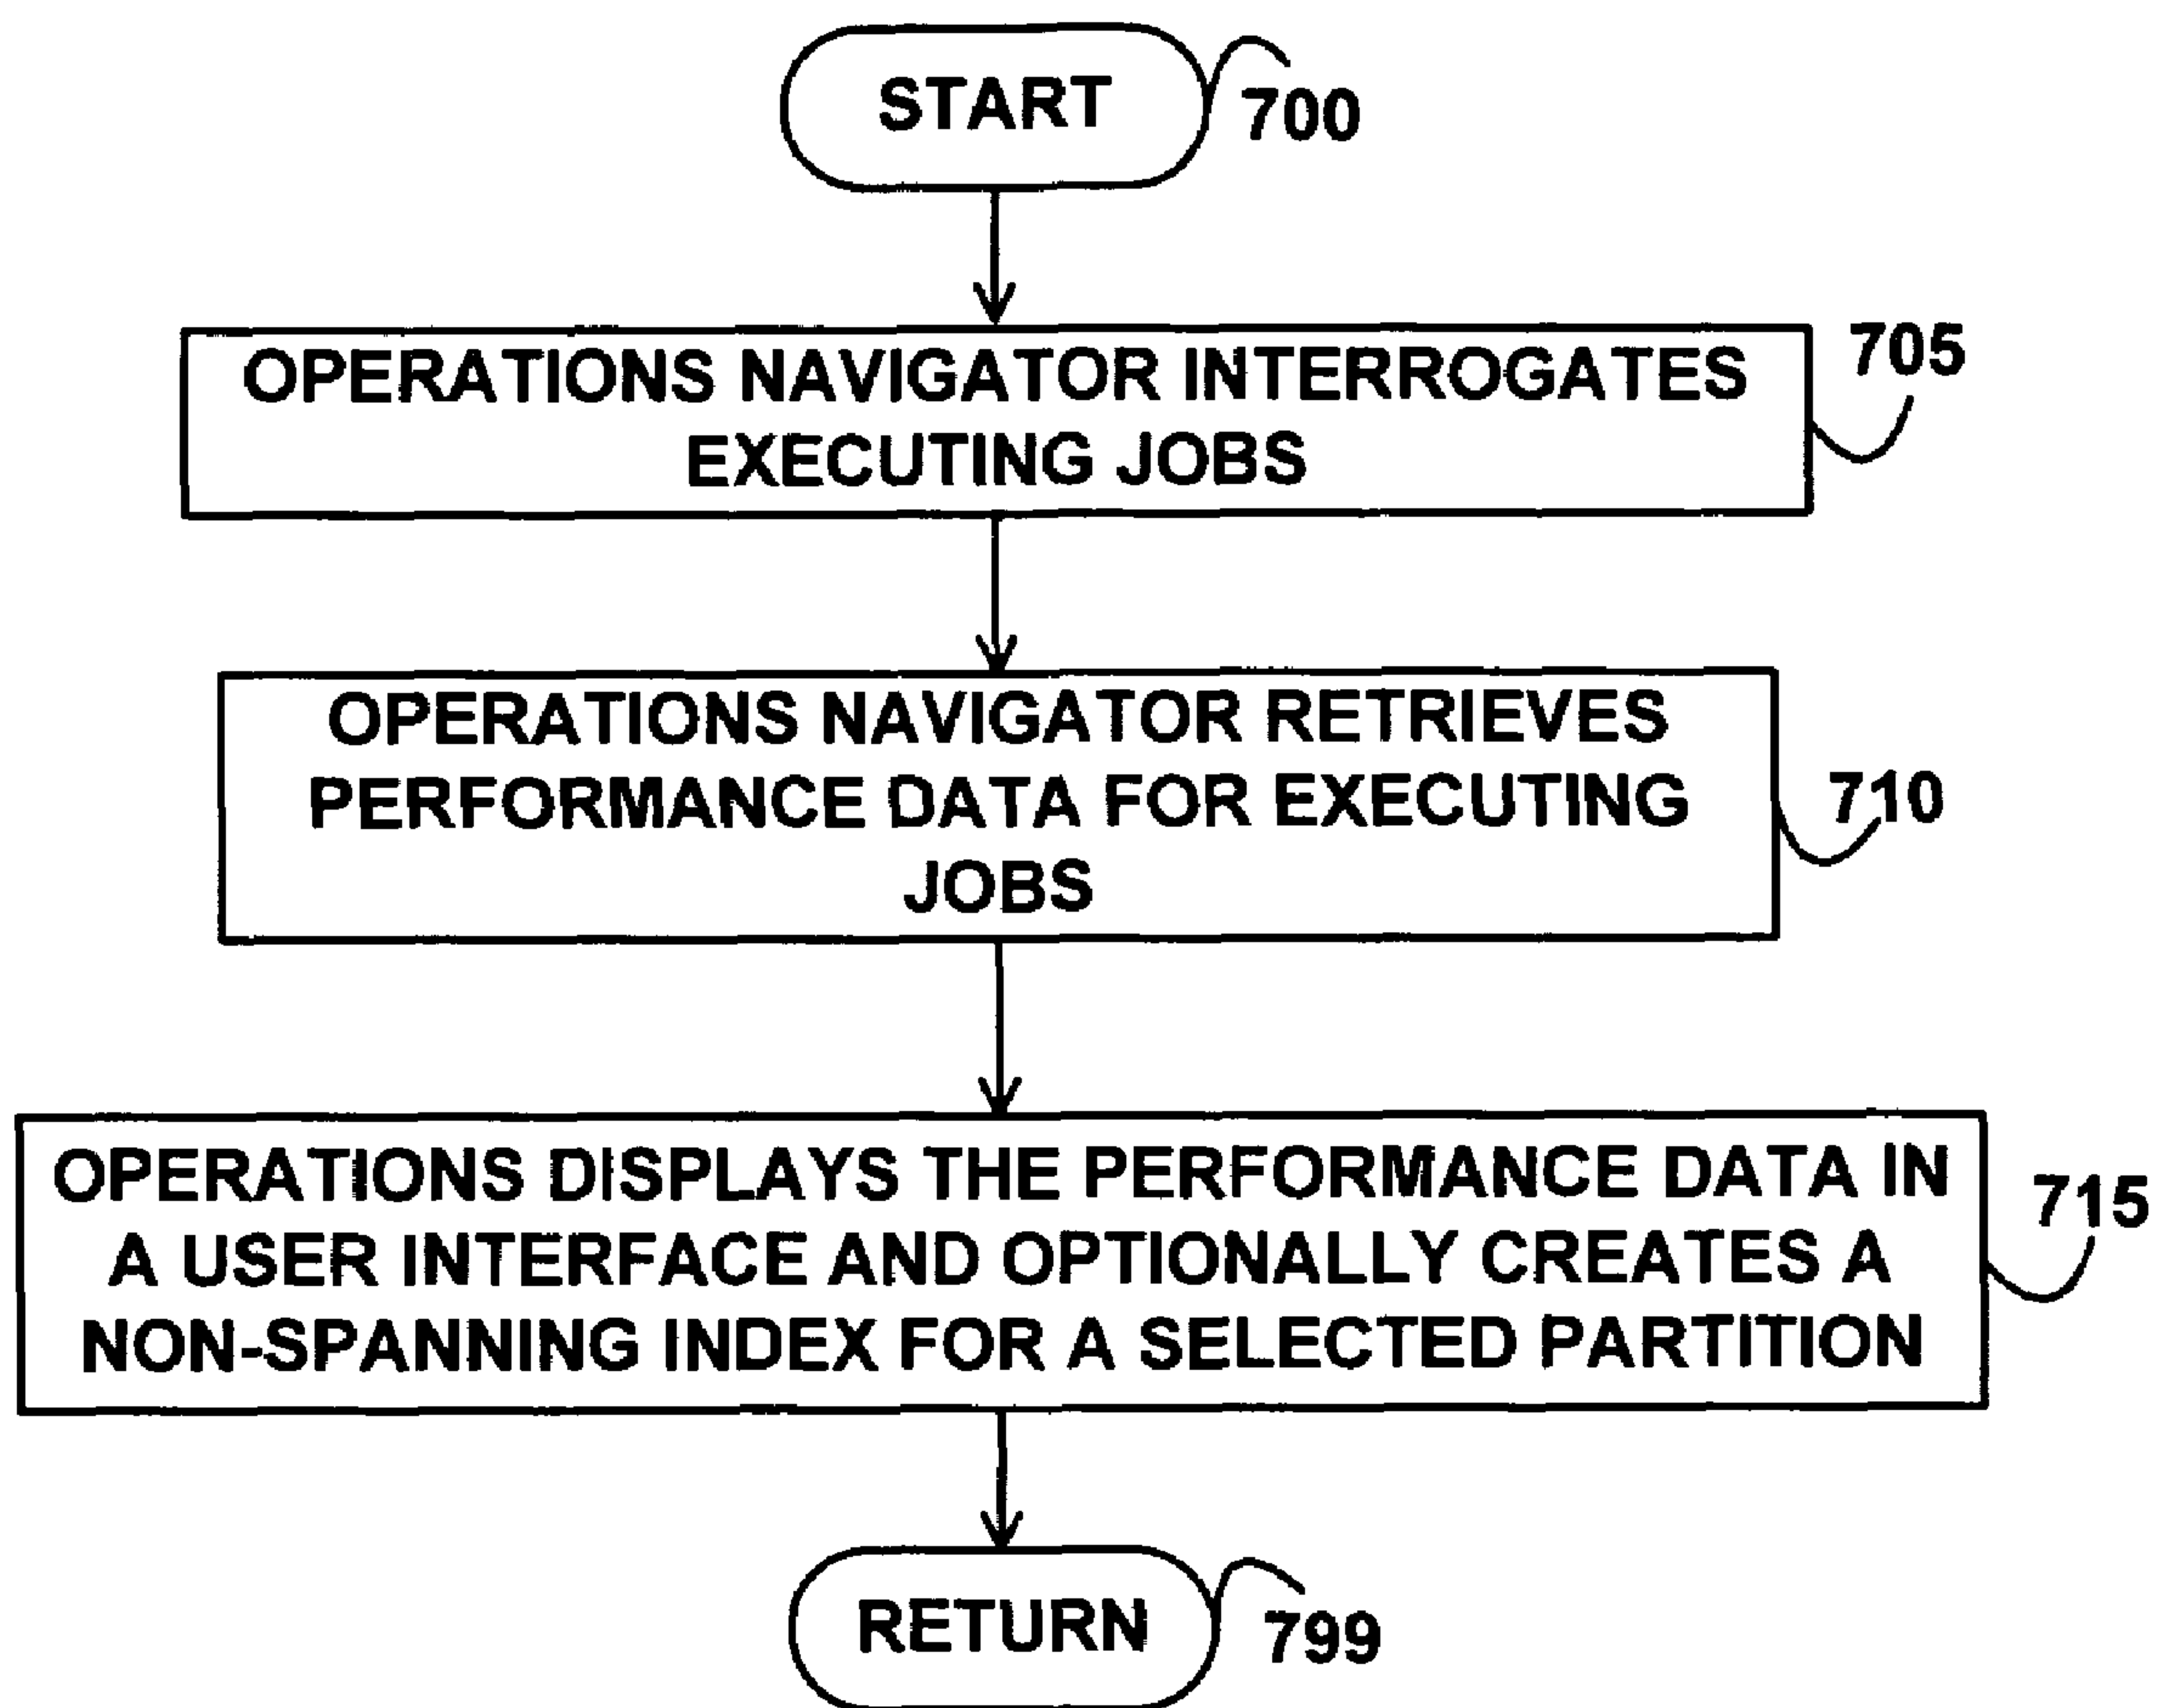 START
700
OPERATIONS NAVIGATOR INTERROGATES
EXECUTING JOBS
705
OPERATIONS NAVIGATOR RETRIEVES
PERFORMANCE DATA FOR EXECUTING
JOBS
710
OPERATIONS DISPLAYS THE PERFORMANCE DATA IN
A USER INTERFACE AND OPTIONALLY CREATES A
NON-SPANNING INDEX FOR A SELECTED PARTITION
715
RETURN
799